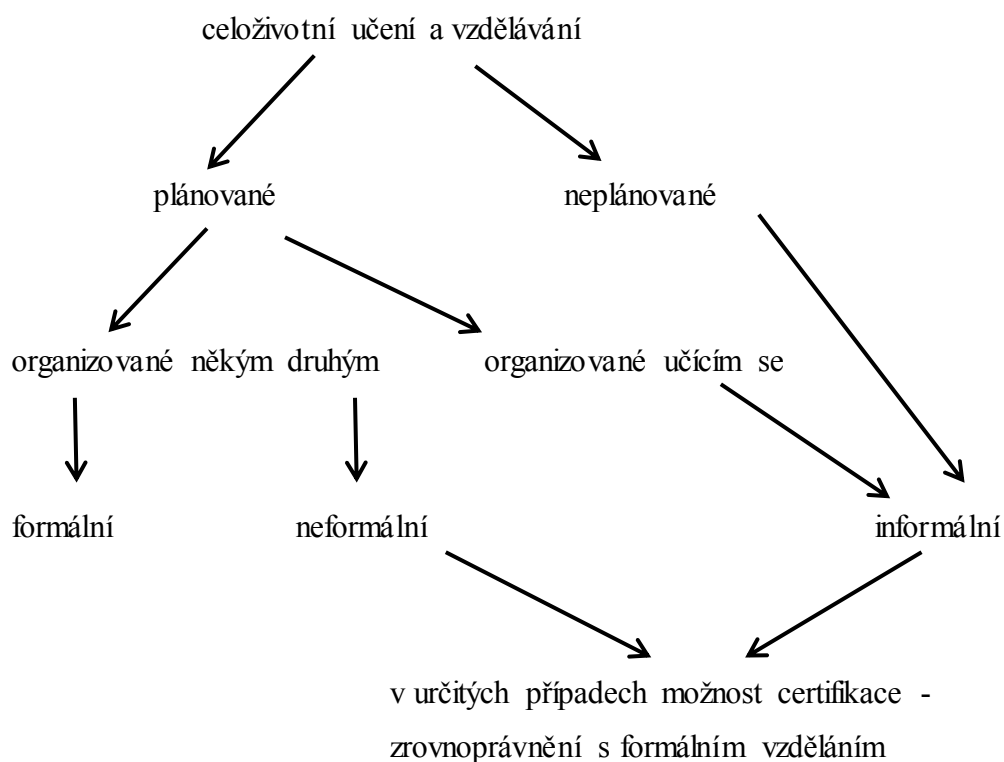 celoživotní učení a vzdělávání
plánované
neplánované
organizované někým druhým
organizované učícím se
formální
neformální
informální
v určitých případech možnost certifikace -
zrovnoprávnění s formálním vzděláním